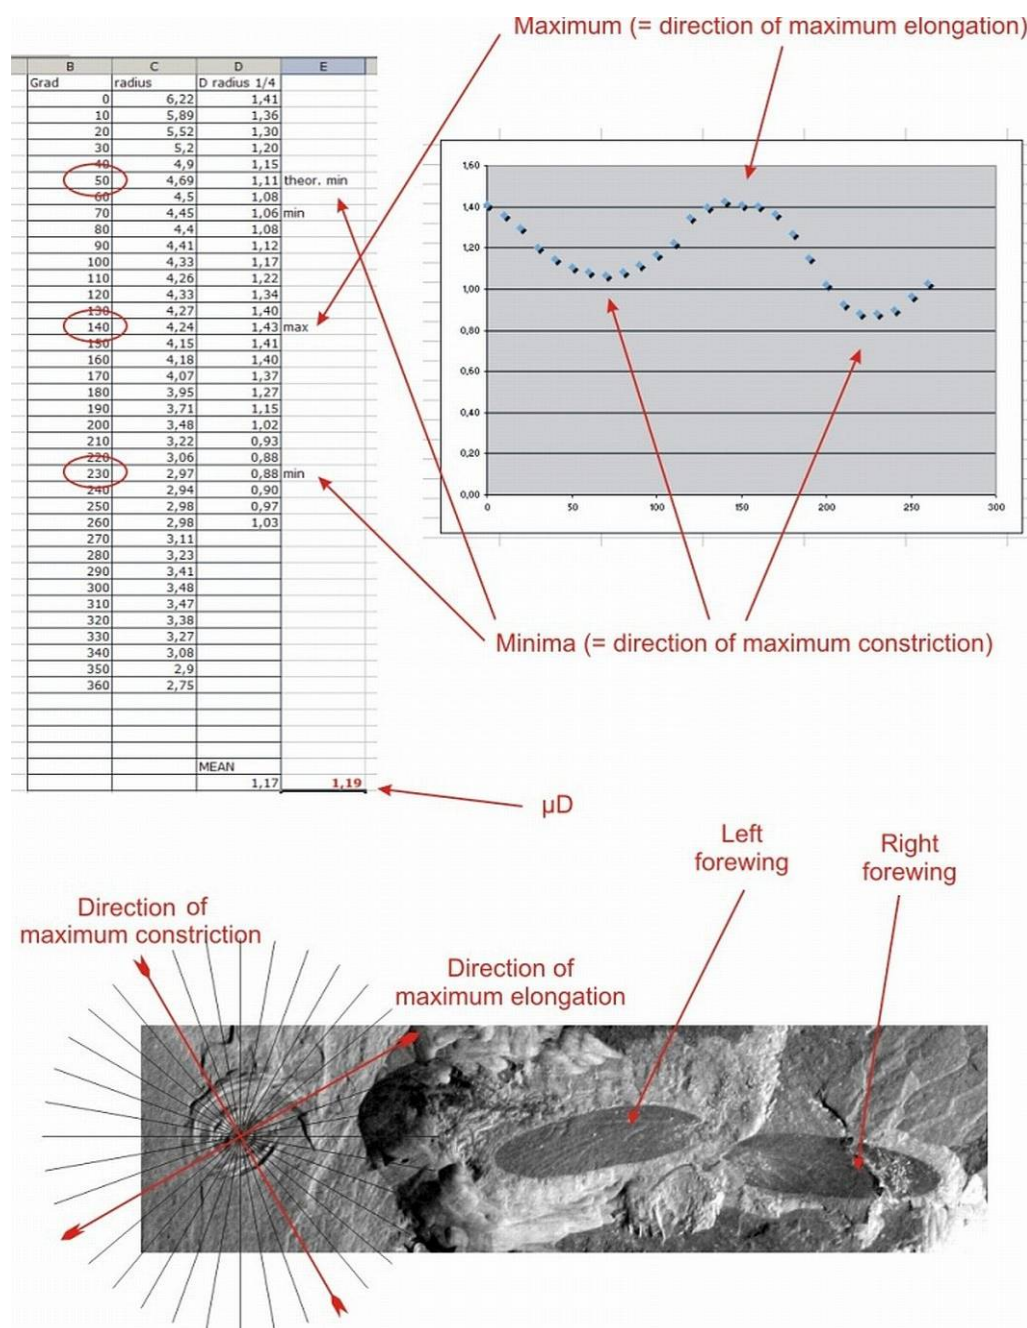 Maximum (= direction of maximum elongation)
B C D E
Grad radius D radius 1/4
0 6,22 1,41
10 5,89 1,36
20 5,52 1,30
30 5,2 1,20
40 4,9 1,15
50 4,69 1,11 theor. min
60 4,5 1,08
70 4,45 1,06 min
80 4,4 1,08
90 4,41 1,12
100 4,33 1,17
110 4,26 1,22
120 4,33 1,34
130 4,27 1,40
140 4,24 1,43 max
150 4,15 1,41
160 4,18 1,40
170 4,07 1,37
180 3,95 1,27
190 3,71 1,15
200 3,48 1,02
210 3,22 0,93
220 3,06 0,88
230 2,97 0,88 min
240 2,94 0,90
250 2,98 0,97
260 2,98 1,03
270 3,11
280 3,23
290 3,41
300 3,48
310 3,47
320 3,38
330 3,27
340 3,08
350 2,9
360 2,75
MEAN
1,17 1,19
1,60
1,40
1,20
1,00
0,80
0,60
0,40
0,20
0,00
0 50 100 150 200 250 300
Minima (= direction of maximum constriction)
µD
Left
forewing
Right
forewing
Direction of
maximum constriction
Direction of
maximum elongation